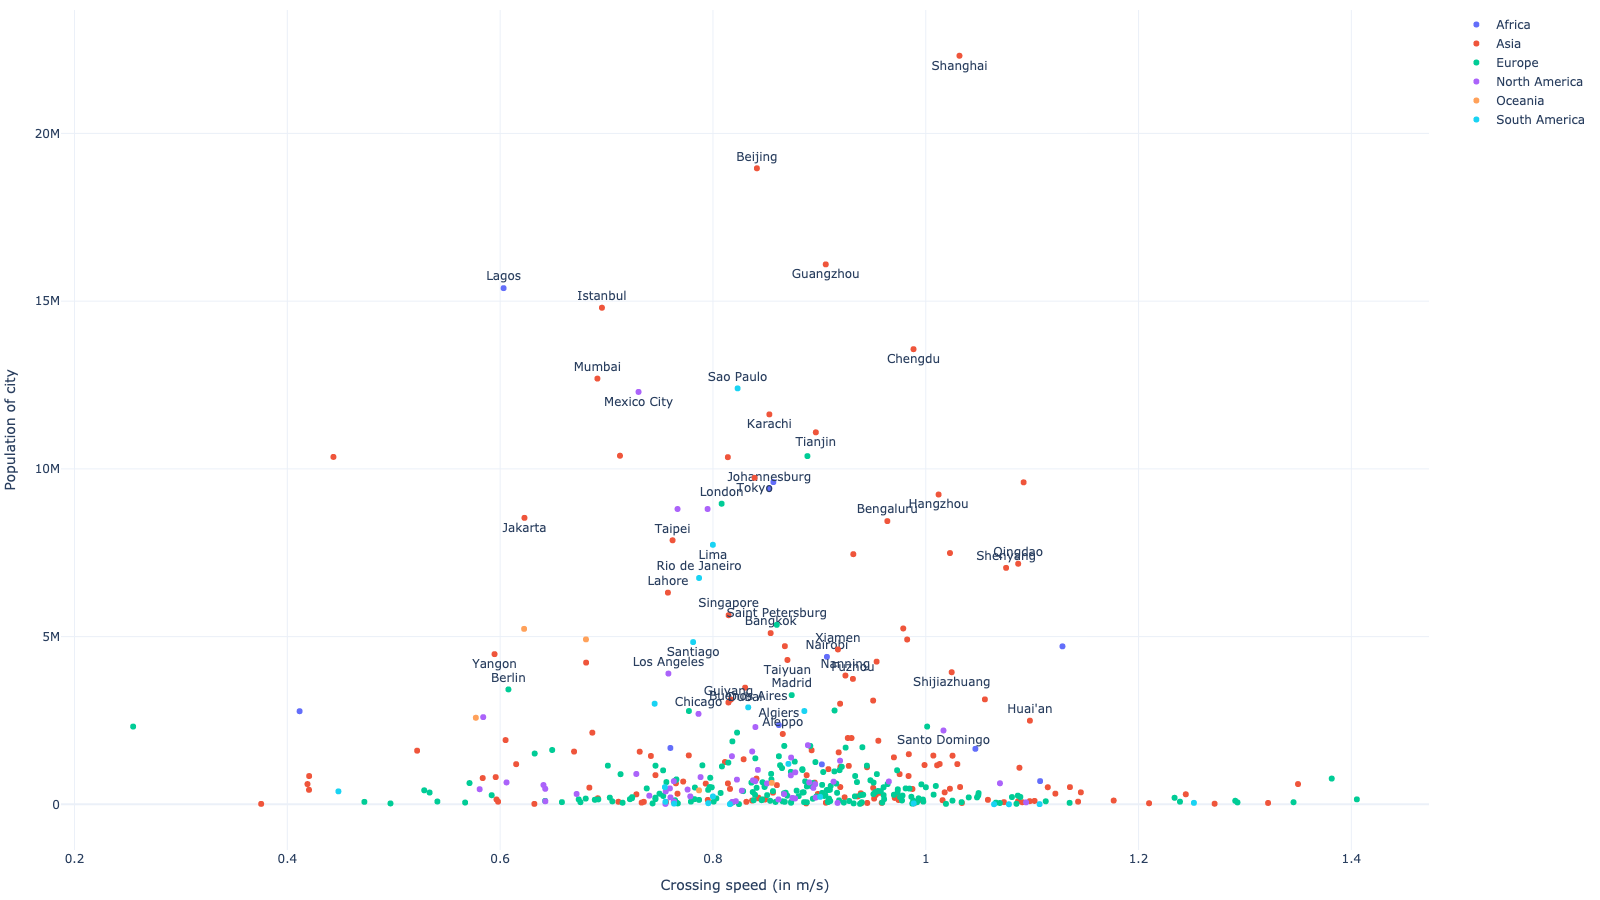 Africa
Asia
Europe
North America
Oceania
South America
Shanghai
20M
Beijing
Guangzhou
Lagos
Istanbul
15M
Chengdu
Mumbai
Sao Paulo
Mexico City
Karachi
Tianjin
10M
Johannesburg
Tokyo
London
Hangzhou
Bengaluru
Jakarta
Taipei
Lima
Qingdao
Shenyang
Rio de Janeiro
Lahore
Singapore
Saint Petersburg
Bangkok
5M
Xiamen
Nairobi
Santiago
Los Angeles
Yangon
Nanning
Fuzhou
Taiyuan
Berlin
Madrid
Shijiazhuang
Guiyang
Buenos Aires
Dubai
Chicago
Algiers
Huai'an
Aleppo
Santo Domingo
0
0.2
0.4
0.6
0.8
1
1.2
1.4
Crossing speed (in m/s)
Population of city